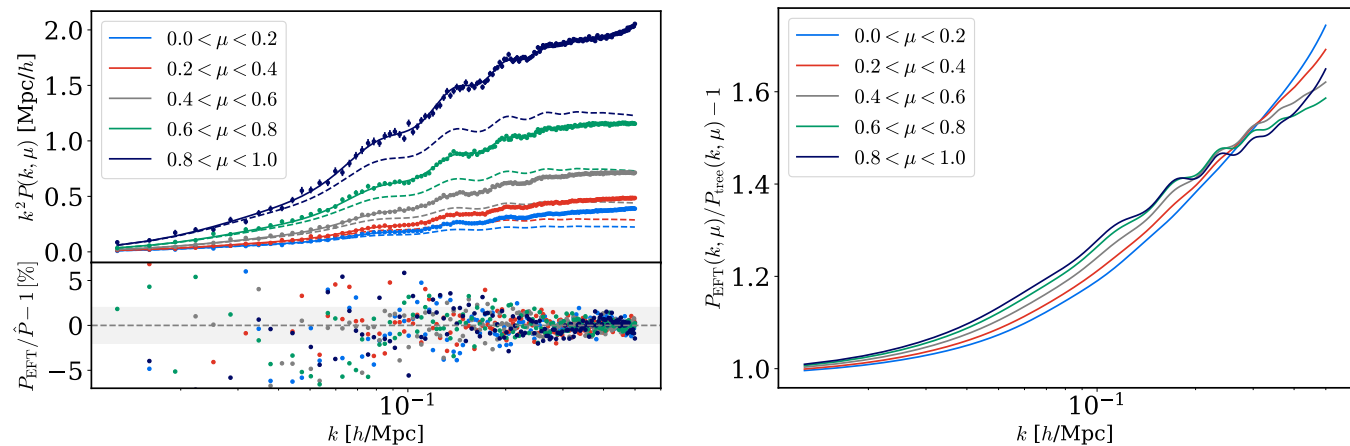 2.0
1.5
1.0
0.5
0.0
k²P(k, μ) [Mpc/h]
0.0 < μ < 0.2
0.2 < μ < 0.4
0.4 < μ < 0.6
0.6 < μ < 0.8
0.8 < μ < 1.0
5
0
−5
P_EFT/P̂ − 1 [%]
10⁻¹
k [h/Mpc]
1.6
1.4
1.2
1.0
P_EFT(k, μ)/P_tree(k, μ) − 1
0.0 < μ < 0.2
0.2 < μ < 0.4
0.4 < μ < 0.6
0.6 < μ < 0.8
0.8 < μ < 1.0
10⁻¹
k [h/Mpc]